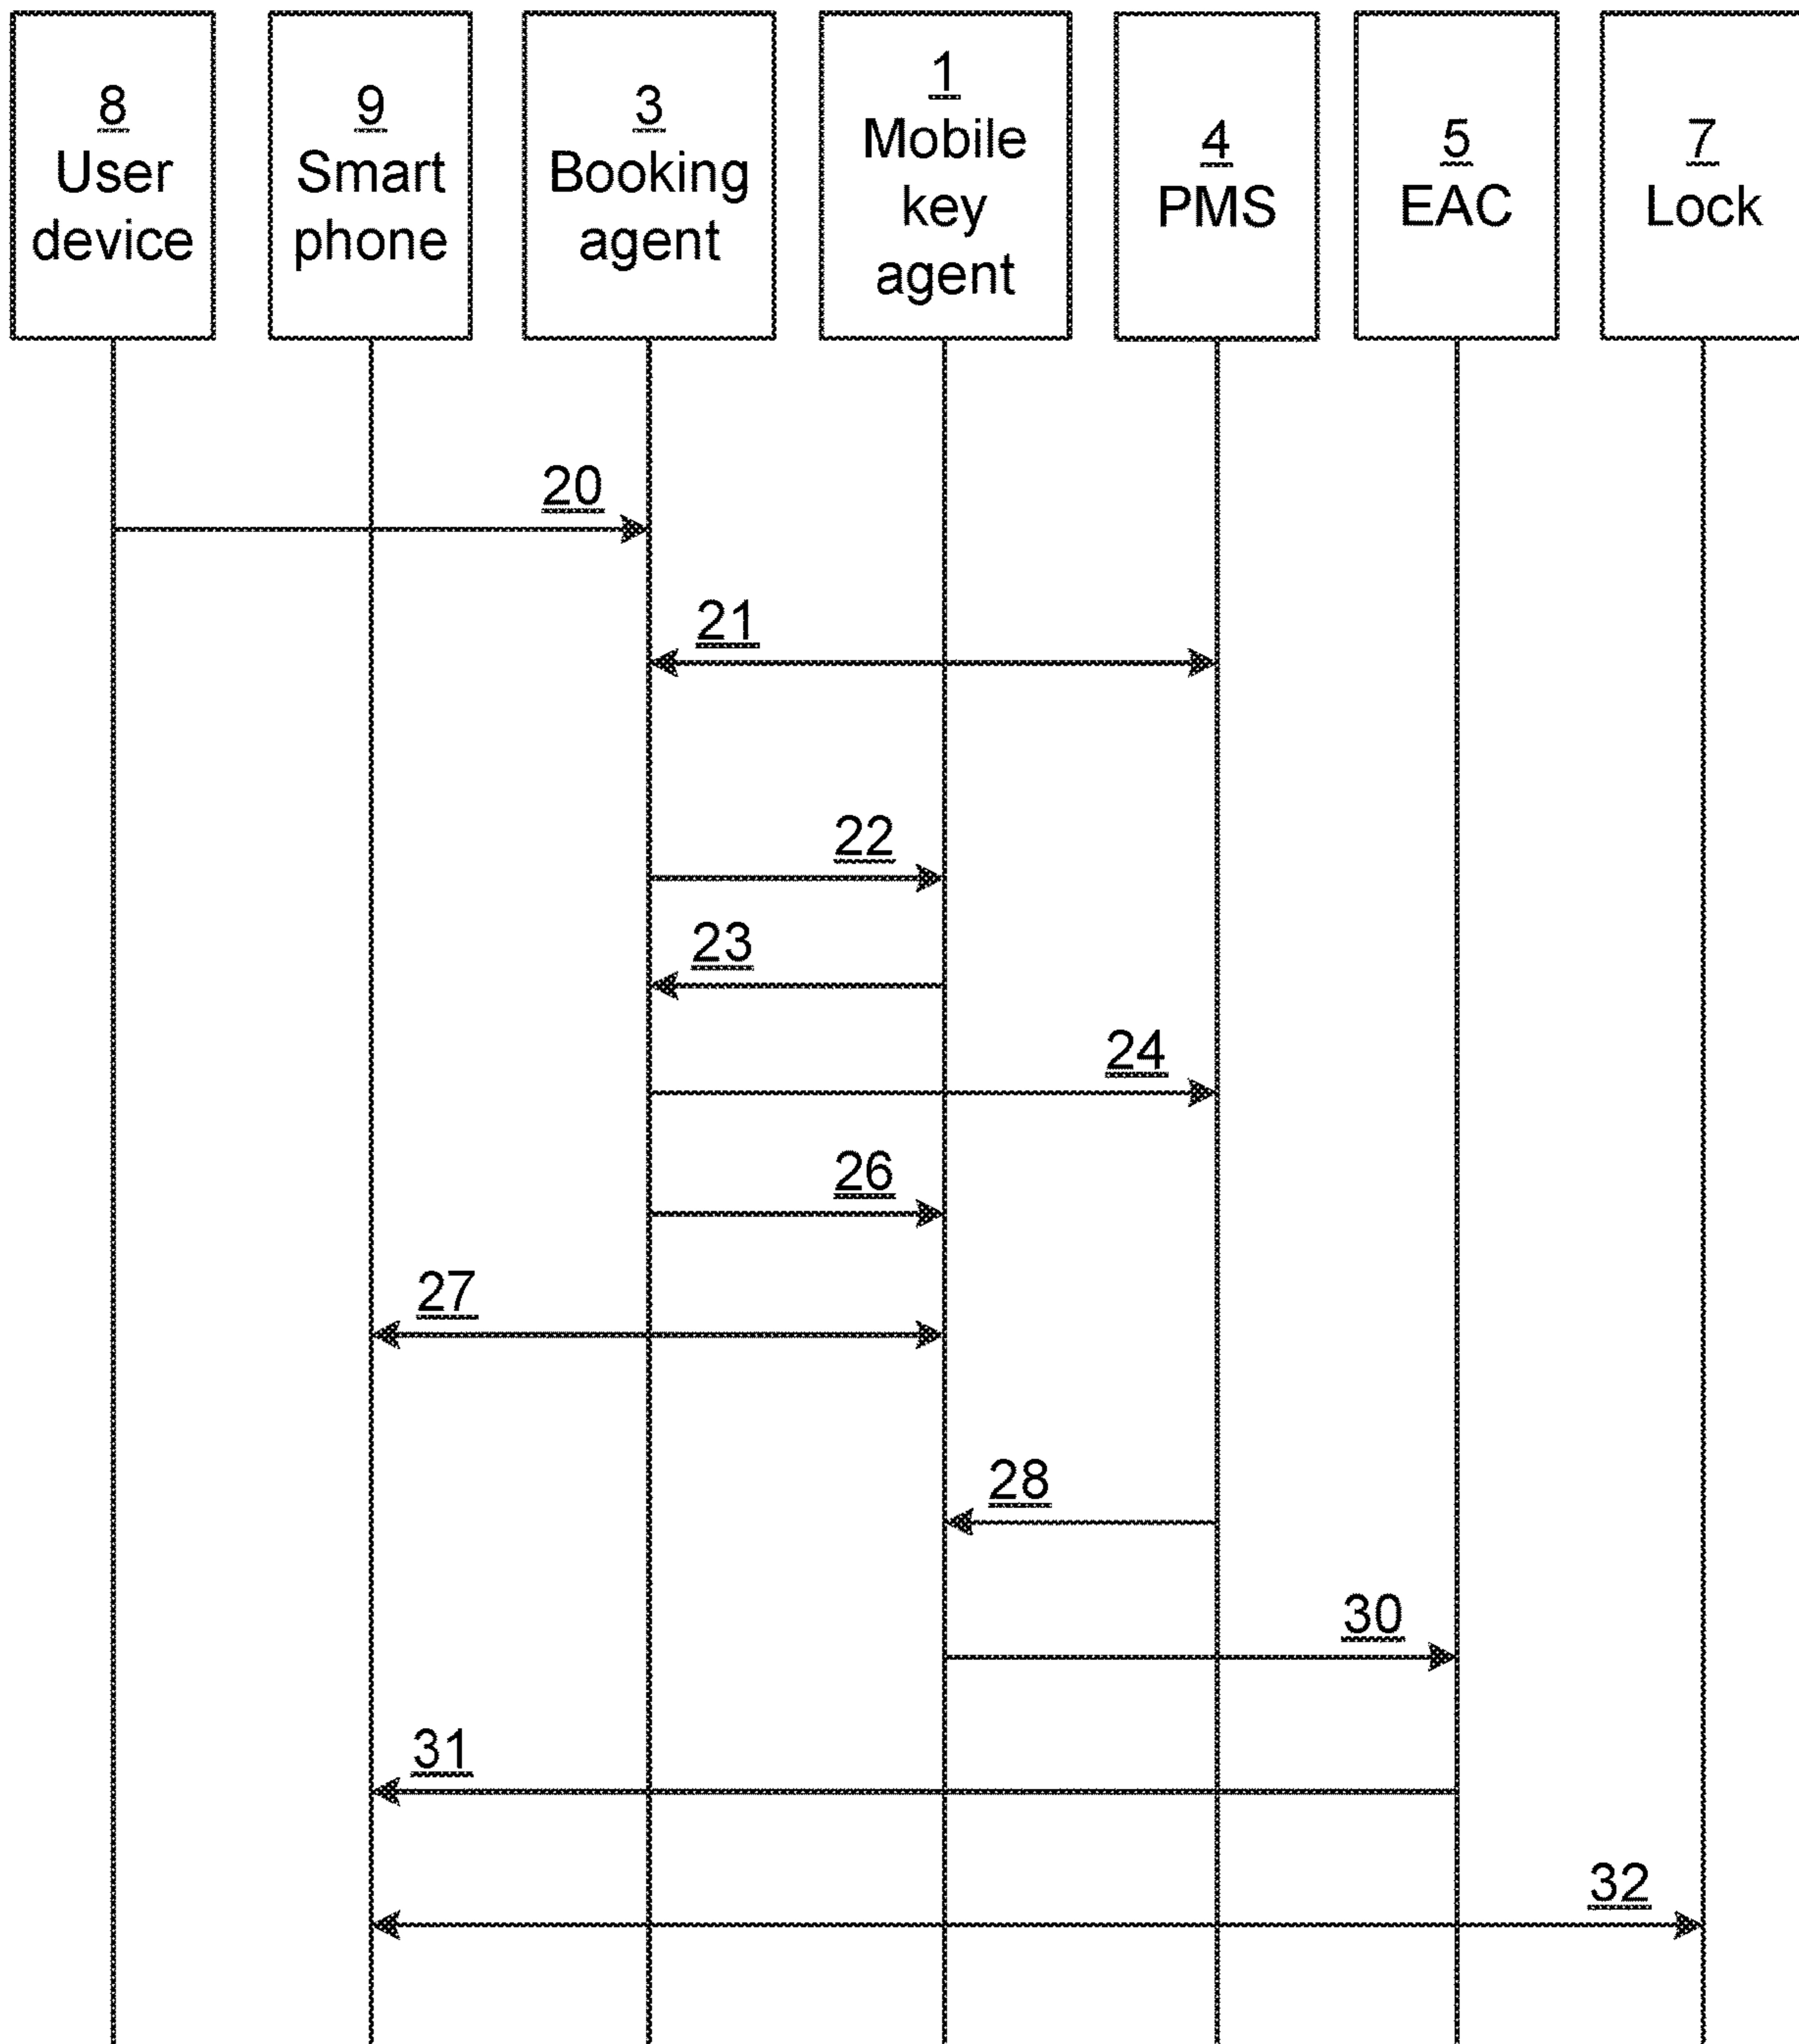 8
User
device
9
Smart
phone
3
Booking
agent
1
Mobile
key
agent
4
PMS
5
EAC
7
Lock
20
21
22
23
24
26
27
28
30
31
32